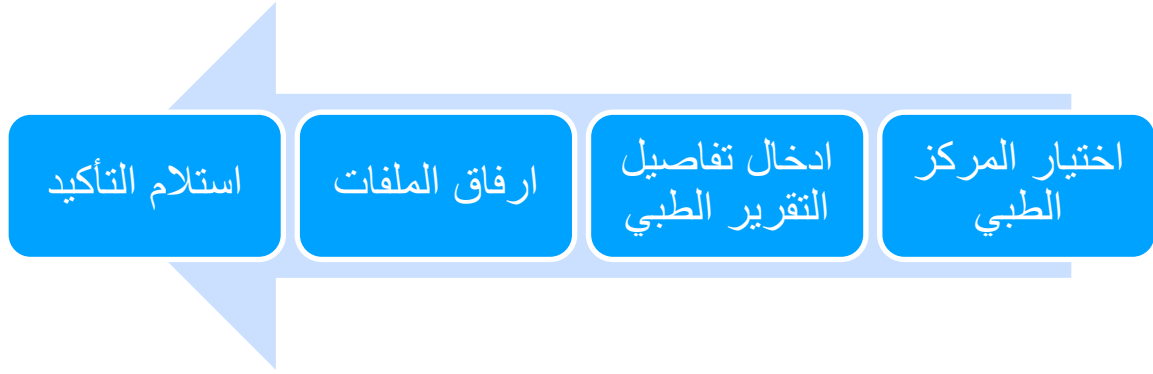 اختيار المركز
الطبي
ادخال تفاصيل
التقرير الطبي
ارفاق الملفات
استلام التأكيد